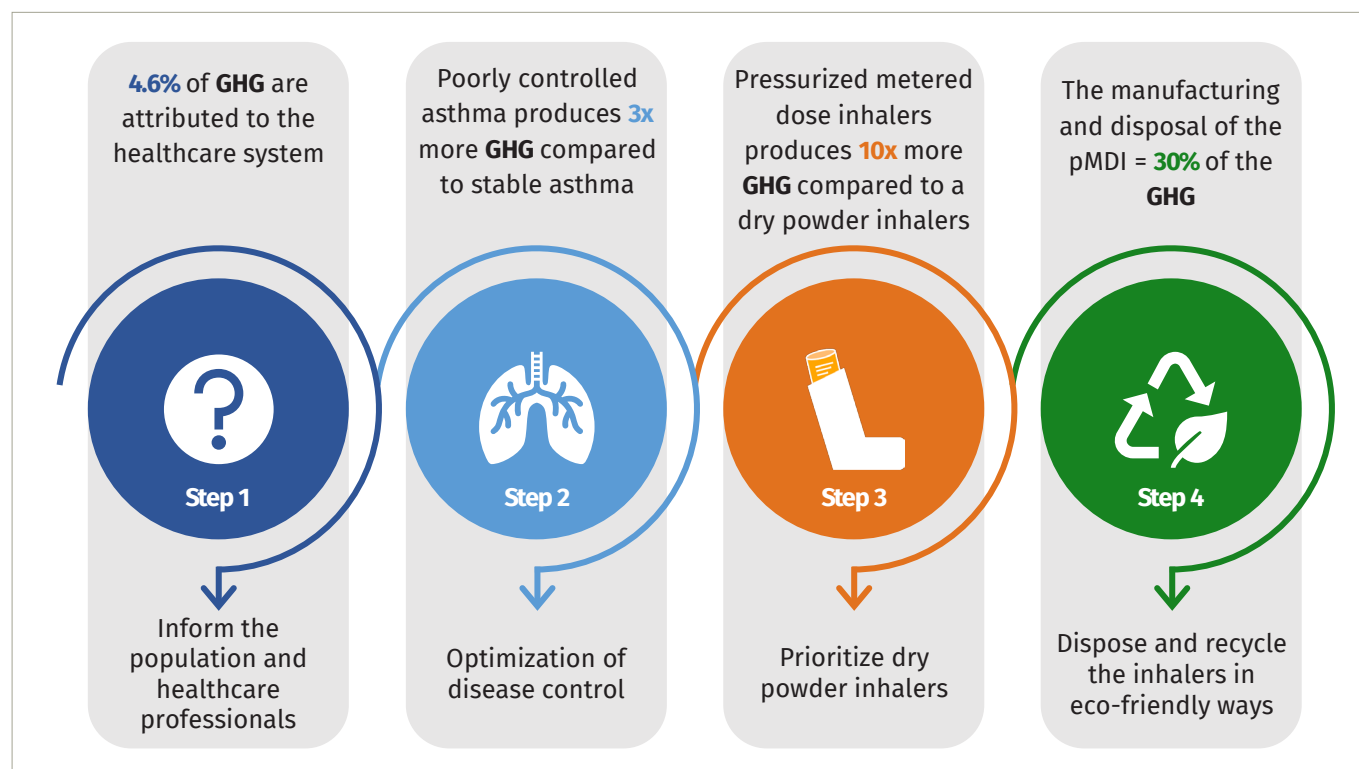 4.6% of GHG are
attributed to the
healthcare system
Step 1
Inform the
population and
healthcare
professionals
Poorly controlled
asthma produces 3x
more GHG compared
to stable asthma
Step 2
Optimization of
disease control
Pressurized metered
dose inhalers
produces 10x more
GHG compared to a
dry powder inhalers
Step 3
Prioritize dry
powder inhalers
The manufacturing
and disposal of the
pMDI = 30% of the
GHG
Step 4
Dispose and recycle
the inhalers in
eco-friendly ways